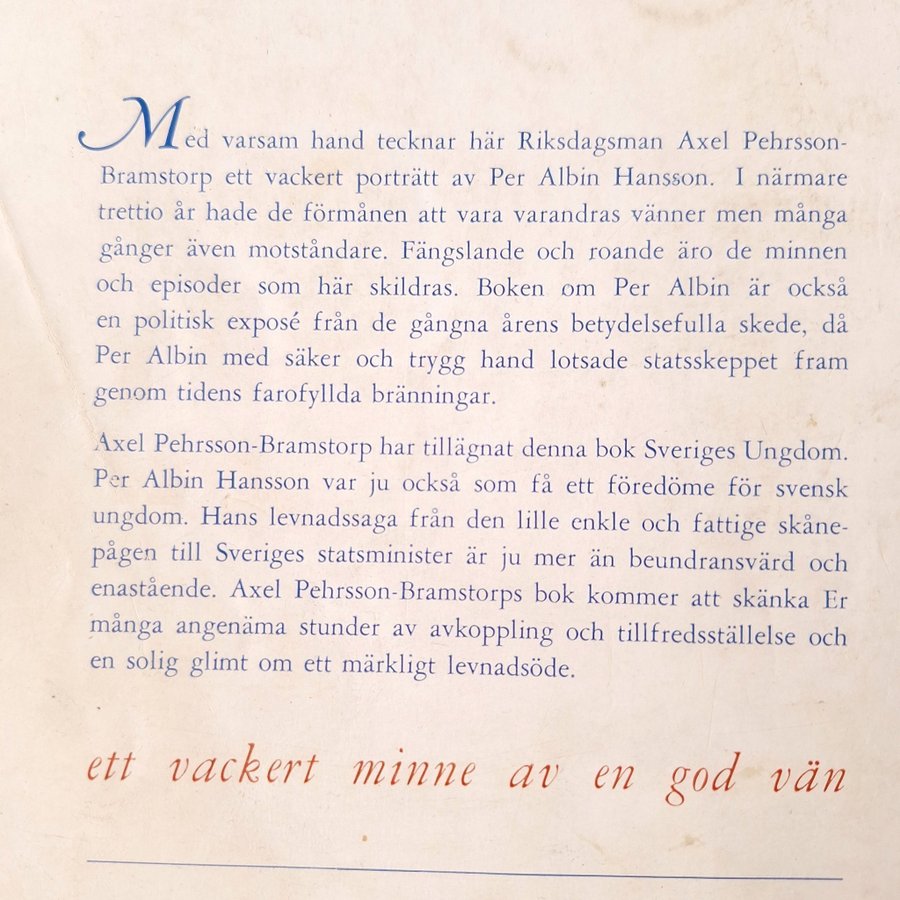 Med varsam hand tecknar här Riksdagsman Axel Pehrsson-
Bramstorp ett vackert porträtt av Per Albin Hansson. I närmare
trettio år hade de förmånen att vara varandras vänner men många
gånger även motståndare. Fängslande och roande äro de minnen
och episoder som här skildras. Boken om Per Albin är också
en politisk exposé från de gångna årens betydelsefulla skede, då
Per Albin med säker och trygg hand lotsade statsskeppet fram
genom tidens farofyllda bränningar.
Axel Pehrsson-Bramstorp har tillägnat denna bok Sveriges Ungdom.
Per Albin Hansson var ju också som få ett föredöme för svensk
ungdom. Hans levnadssaga från den lille enkle och fattige skåne-
pågen till Sveriges statsminister är ju mer än beundransvärd och
enastående. Axel Pehrsson-Bramstorps bok kommer att skänka Er
många angenäma stunder av avkoppling och tillfredsställelse och
en solig glimt om ett märkligt levnadsöde.
ett vackert minne av en god vän